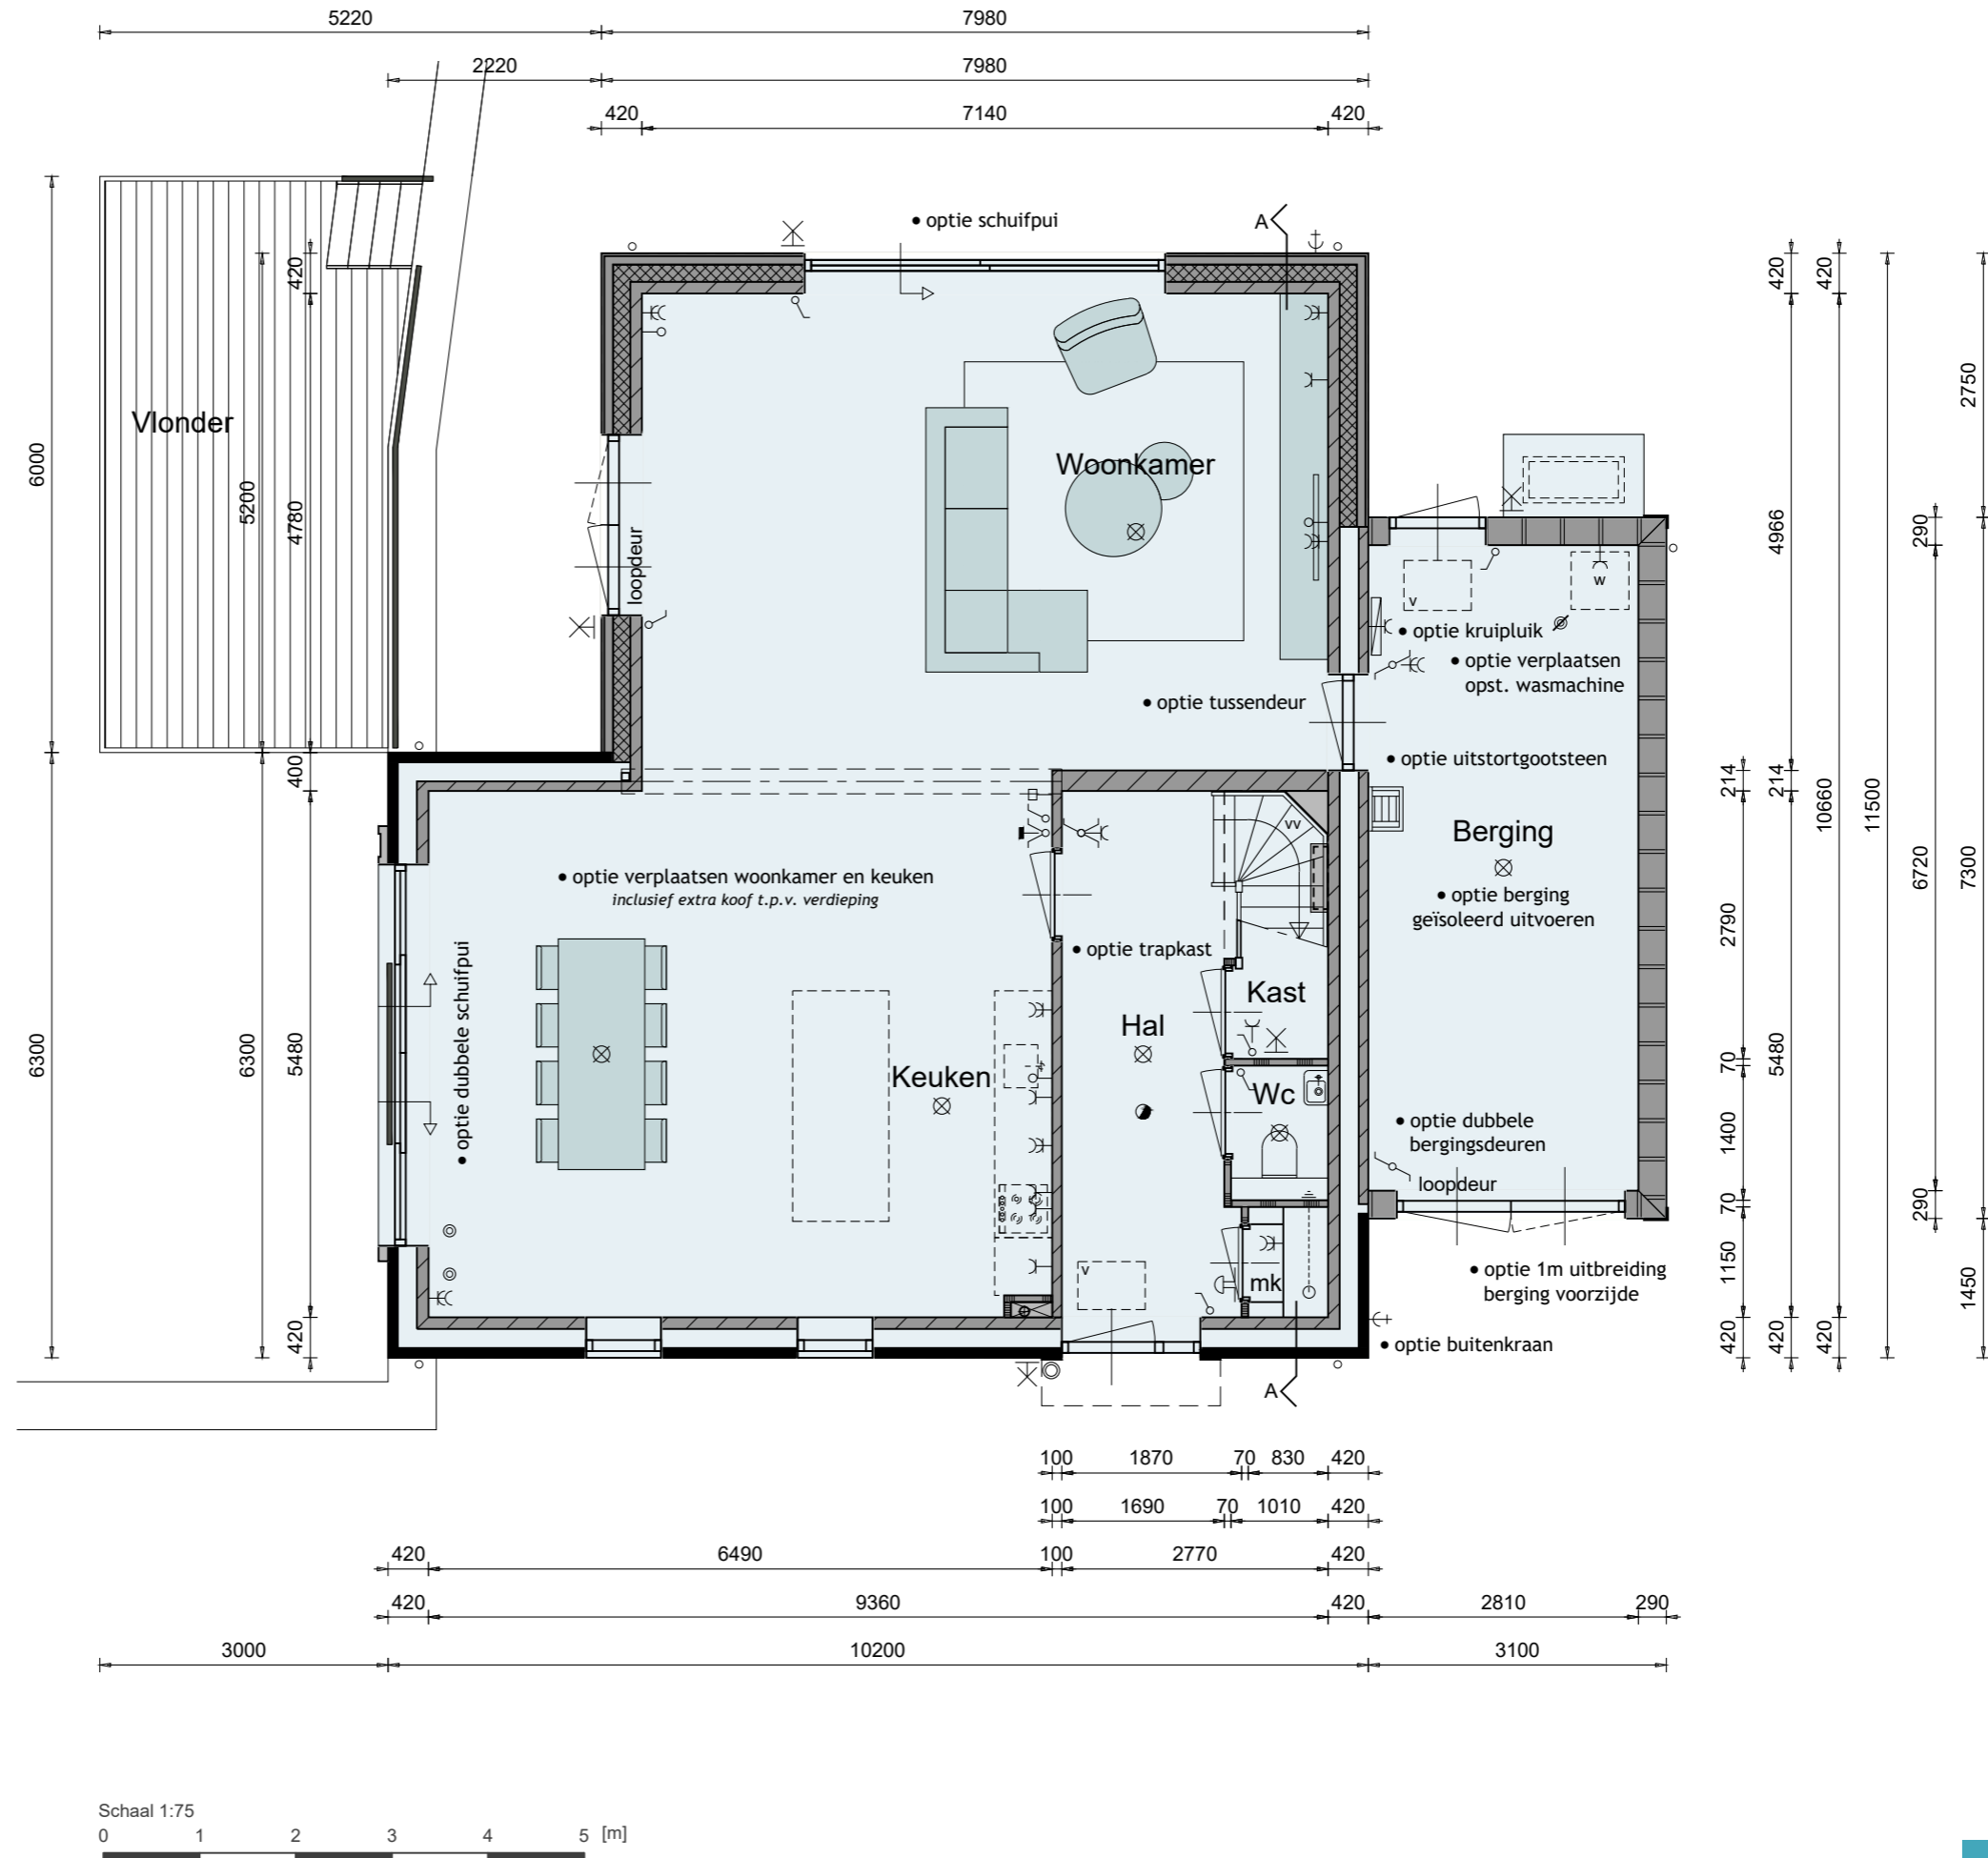 5220
7980
2220
7980
420
7140
420
• optie schuifpui
A
Vlonder
6000
5200
420
4780
400
loopdeur
Woonkamer
• optie tussendeur
v
w
• optie kruipluik
• optie verplaatsen
opst. wasmachine
• optie uitstortgootsteen
Berging
• optie berging
geïsoleerd uitvoeren
• optie verplaatsen woonkamer en keuken
inclusief extra koof t.p.v. verdieping
vv
• optie trapkast
Kast
Hal
Keuken
Wc
• optie dubbele schuifpui
• optie dubbele
bergingsdeuren
loopdeur
v
mk
• optie 1m uitbreiding
berging voorzijde
• optie buitenkraan
A
6300
6300
5480
420
420
4966
214
5480
420
214
2790
70
1400
70
1150
420
420
10660
420
11500
290
6720
290
2750
7300
1450
100
1870
70
830
420
100
1690
70
1010
420
420
6490
100
2770
420
420
9360
420
2810
290
3000
10200
3100
Schaal 1:75
0 1 2 3 4 5 [m]